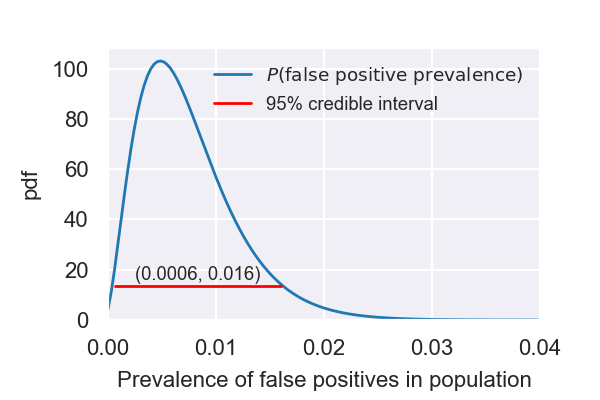 100
80
60
40
20
0
pdf
P(false positive prevalence)
95% credible interval
(0.0006, 0.016)
0.00 0.01 0.02 0.03 0.04
Prevalence of false positives in population